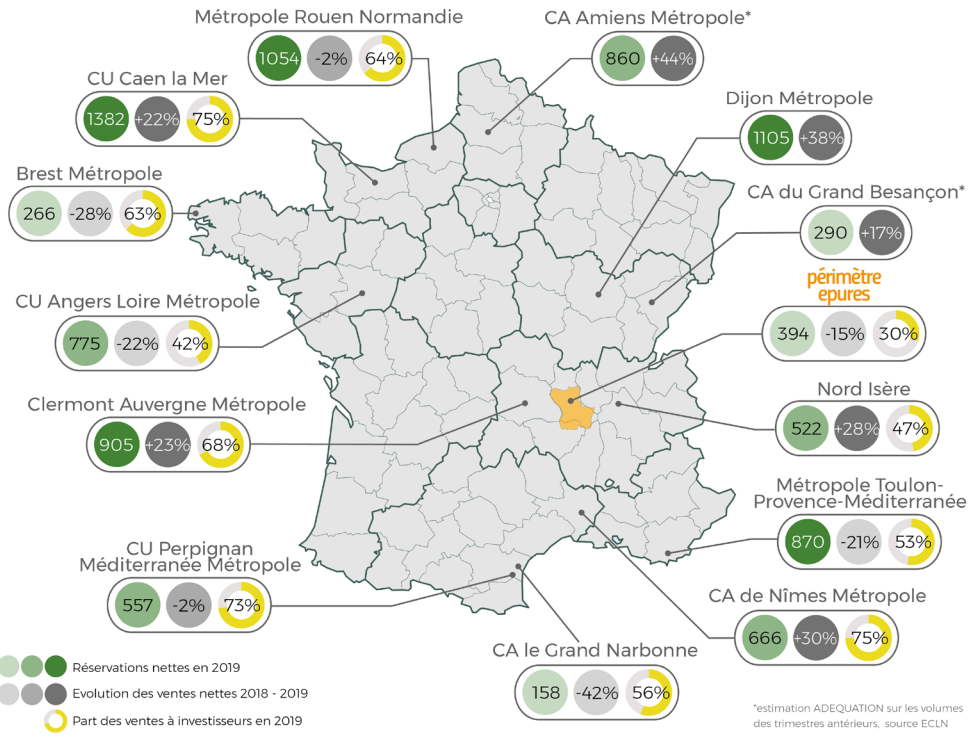 Métropole Rouen Normandie
1054 -2% 64%
CA Amiens Métropole*
860 +44%
CU Caen la Mer
1382 +22% 75%
Dijon Métropole
1105 +38%
Brest Métropole
266 -28% 63%
CA du Grand Besançon*
290 +17%
périmètre
epures
394 -15% 30%
CU Angers Loire Métropole
775 -22% 42%
Nord Isère
522 +28% 47%
Clermont Auvergne Métropole
905 +23% 68%
Métropole Toulon-
Provence-Méditerranée
870 -21% 53%
CU Perpignan
Méditerranée Métropole
557 -2% 73%
CA de Nîmes Métropole
666 +30% 75%
CA le Grand Narbonne
158 -42% 56%
Réservations nettes en 2019
Evolution des ventes nettes 2018 - 2019
Part des ventes à investisseurs en 2019
*estimation ADEQUATION sur les volumes
des trimestres antérieurs, source ECLN